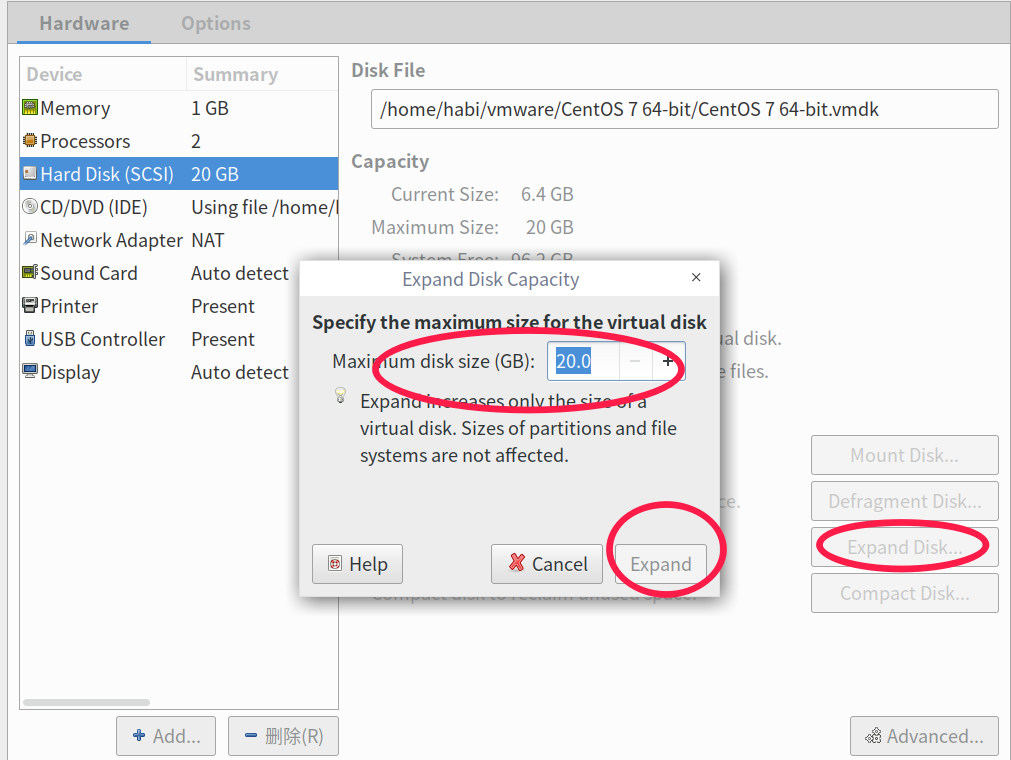 Hardware Options
Device Summary
Memory 1 GB
Processors 2
Hard Disk (SCSI) 20 GB
CD/DVD (IDE) Using file /home/
Network Adapter NAT
Sound Card Auto detect
Printer Present
USB Controller Present
Display Auto detect
Add... 删除(R)
Disk File
/home/habi/vmware/CentOS 7 64-bit/CentOS 7 64-bit.vmdk
Capacity
Current Size: 6.4 GB
Maximum Size: 20 GB
System Free: 96.2 GB
Expand Disk Capacity
Specify the maximum size for the virtual disk
Maximum disk size (GB): 20.0
Expand increases only the size of a
virtual disk. Sizes of partitions and file
systems are not affected.
Help Cancel Expand
disk.
files.
Mount Disk...
Defragment Disk...
Expand Disk...
Compact disk to reclaim unused space.
Compact Disk...
Advanced...